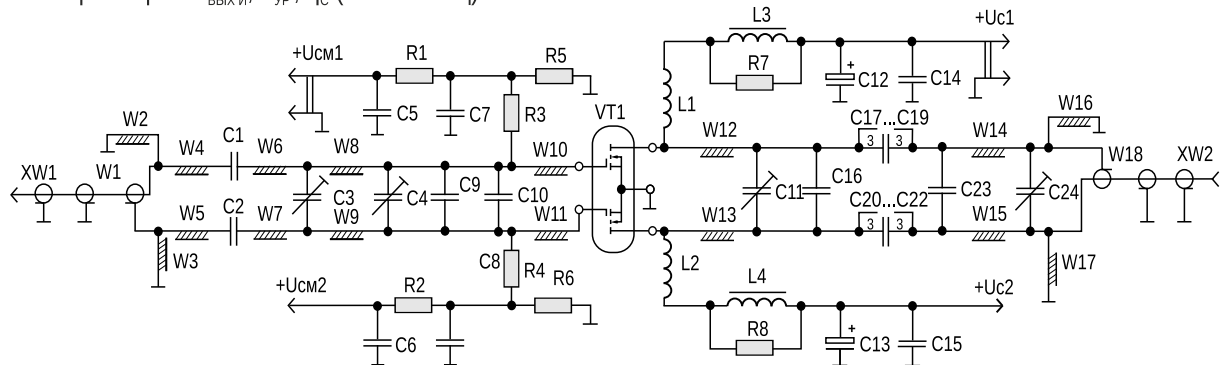 L3
+Uс1
+Uсм1
R1
R5
R7
C12
C14
C5
C7
R3
VT1
L1
W2
W4
C1
W6
W8
W10
W12
C17...C19
W14
W16
3
3
XW1
W1
C3
C4
C9
C10
C11
C16
C23
C24
W18
XW2
W5
C2
W7
W9
W11
W13
C20...C22
W15
3
3
W3
C8
R4
L2
W17
+Uсм2
R2
R6
L4
+Uс2
R8
C6
C13
C15